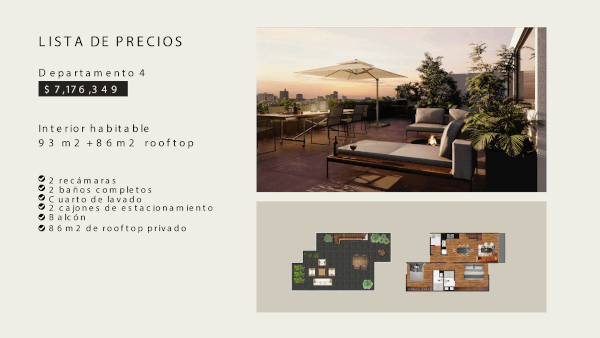 LISTA DE PRECIOS
Departamento 4
$7,176,349
Interior habitable
93 m2 +86m2 rooftop
2 recámaras
2 baños completos
Cuarto de lavado
2 cajones de estacionamiento
Balcón
86m2 de rooftop privado